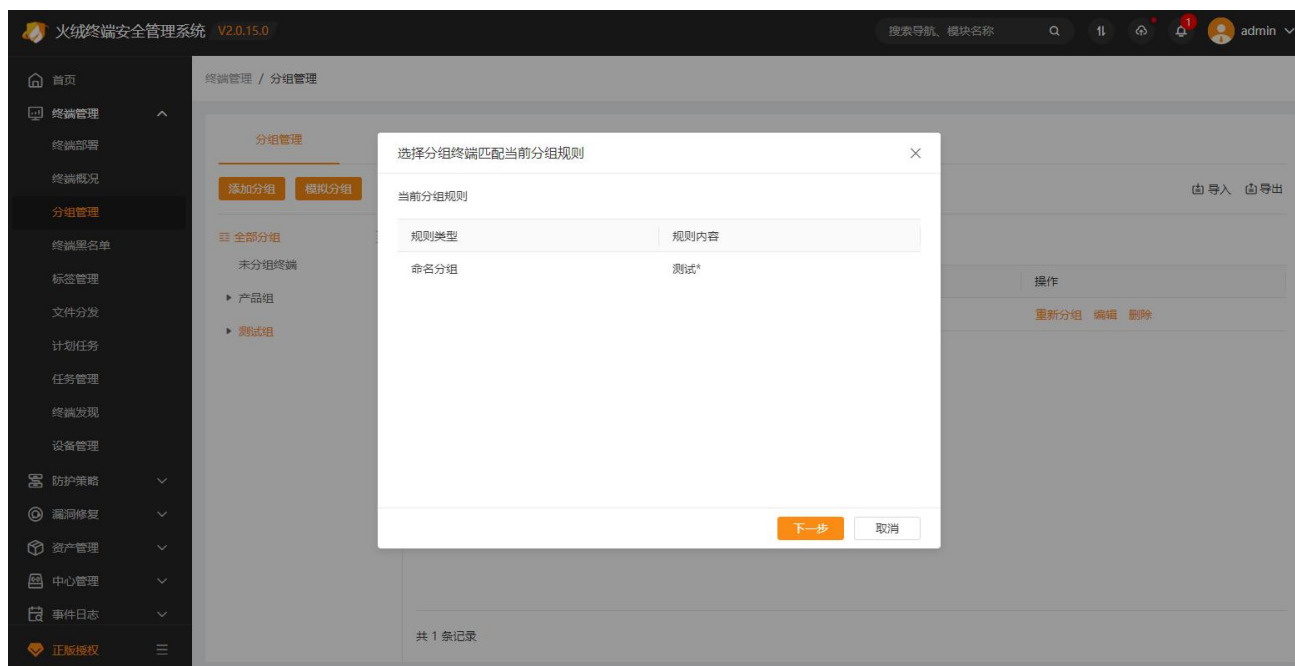 火绒终端安全管理系统 V2.0.15.0
搜索导航、模块名称
1
admin
首页
终端管理
终端部署
终端概况
分组管理
终端黑名单
标签管理
文件分发
计划任务
任务管理
终端发现
设备管理
防护策略
漏洞修复
资产管理
中心管理
事件日志
正版授权
终端管理 / 分组管理
分组管理
添加分组 模拟分组
导入 导出
全部分组
未分组终端
产品组
测试组
操作
重新分组 编辑 删除
选择分组终端匹配当前分组规则
当前分组规则
规则类型 规则内容
命名分组 测试*
下一步 取消
共 1 条记录